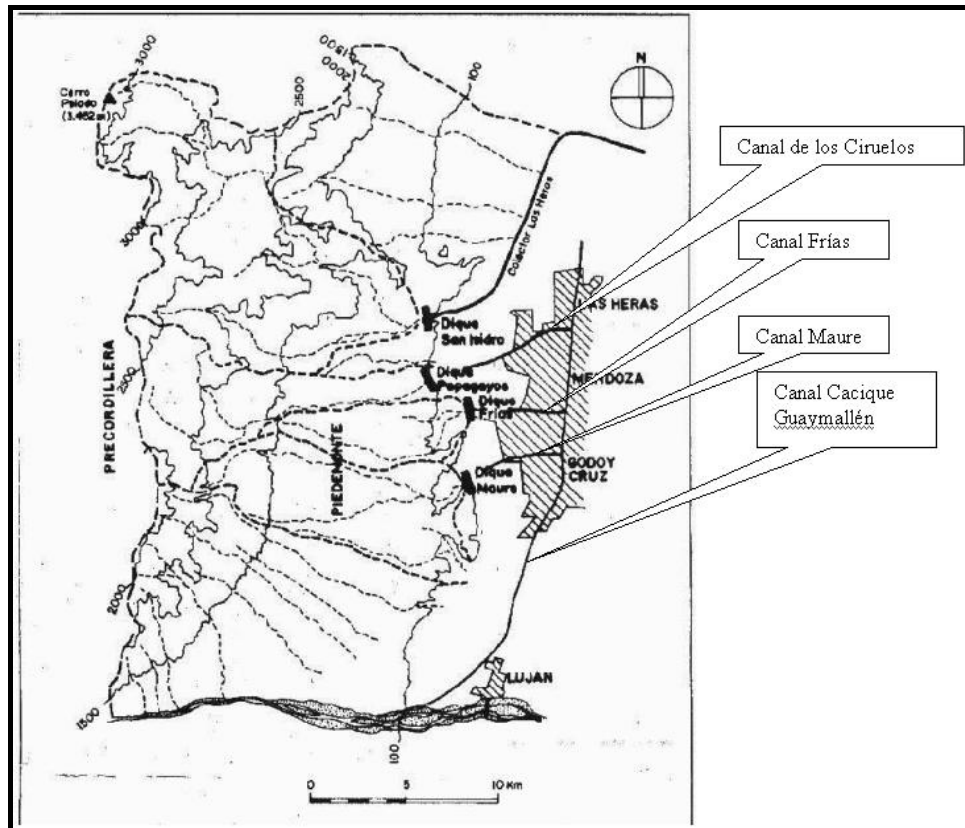 3000
1500
2000
2500
100
N
Cerro
Pelado
Colector Las Heras
3000
2500
2000
1500
PRECORDILLERA
PIEDEMONTE
Dique
San Isidro
Dique
Papagayos
Dique
Frías
Dique
Maure
LAS HERAS
MENDOZA
GODOY
CRUZ
LUJAN
100
0 5 10 Km
Canal de los Ciruelos
Canal Frías
Canal Maure
Canal Cacique
Guaymallén